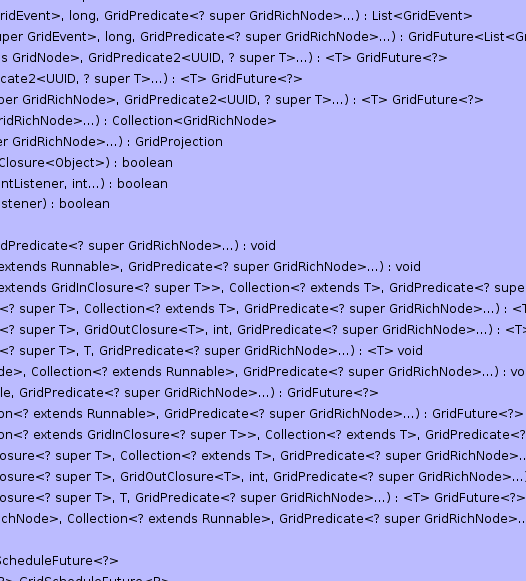 ridEvent>, long, GridPredicate<? super GridRichNode>...) : List<GridEvent>
uper GridEvent>, long, GridPredicate<? super GridRichNode>...) : GridFuture<List<Gr
s GridNode>, GridPredicate2<UUID, ? super T>...) : <T> GridFuture<?>
icate2<UUID, ? super T>...) : <T> GridFuture<?>
per GridRichNode>, GridPredicate2<UUID, ? super T>...) : <T> GridFuture<?>
ridRichNode>...) : Collection<GridRichNode>
er GridRichNode>...) : GridProjection
Closure<Object>) : boolean
ntListener, int...) : boolean
stener) : boolean
dPredicate<? super GridRichNode>...) : void
extends Runnable>, GridPredicate<? super GridRichNode>...) : void
extends GridInClosure<? super T>>, Collection<? extends T>, GridPredicate<? supe
<? super T>, Collection<? extends T>, GridPredicate<? super GridRichNode>...) : <T
<? super T>, GridOutClosure<T>, int, GridPredicate<? super GridRichNode>...) : <T>
<? super T>, T, GridPredicate<? super GridRichNode>...) : <T> void
de>, Collection<? extends Runnable>, GridPredicate<? super GridRichNode>...) : vo
le, GridPredicate<? super GridRichNode>...) : GridFuture<?>
on<? extends Runnable>, GridPredicate<? super GridRichNode>...) : GridFuture<?>
on<? extends GridInClosure<? super T>>, Collection<? extends T>, GridPredicate<?
osure<? super T>, Collection<? extends T>, GridPredicate<? super GridRichNode>...
osure<? super T>, GridOutClosure<T>, int, GridPredicate<? super GridRichNode>...)
osure<? super T>, T, GridPredicate<? super GridRichNode>...) : <T> GridFuture<?>
ichNode>, Collection<? extends Runnable>, GridPredicate<? super GridRichNode>...
ScheduleFuture<?>
R> GridScheduleFuture<R>